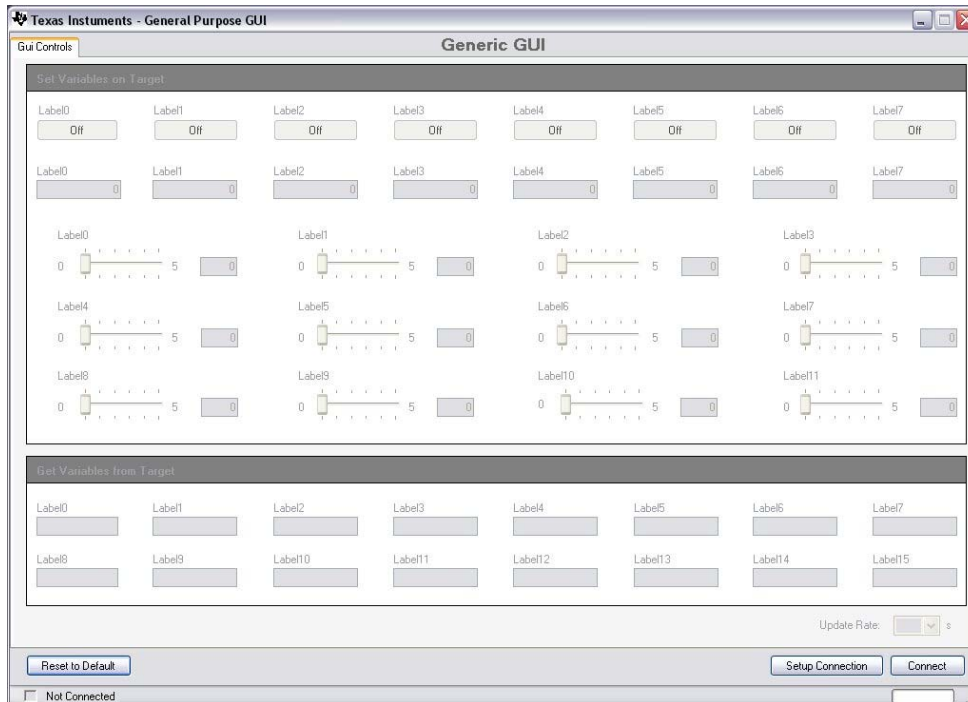 Texas Instuments - General Purpose GUI
Gui Controls
Generic GUI
Set Variables on Target
Label0 Label1 Label2 Label3 Label4 Label5 Label6 Label7
Off Off Off Off Off Off Off Off
Label0 Label1 Label2 Label3 Label4 Label5 Label6 Label7
0 0 0 0 0 0 0 0
Label0 Label1 Label2 Label3
0 5 0 0 5 0 0 5 0 0 5 0
Label4 Label5 Label6 Label7
0 5 0 0 5 0 0 5 0 0 5 0
Label8 Label9 Label10 Label11
0 5 0 0 5 0 0 5 0 0 5 0
Get Variables from Target
Label0 Label1 Label2 Label3 Label4 Label5 Label6 Label7
Label8 Label9 Label10 Label11 Label12 Label13 Label14 Label15
Update Rate: s
Reset to Default Setup Connection Connect
Not Connected